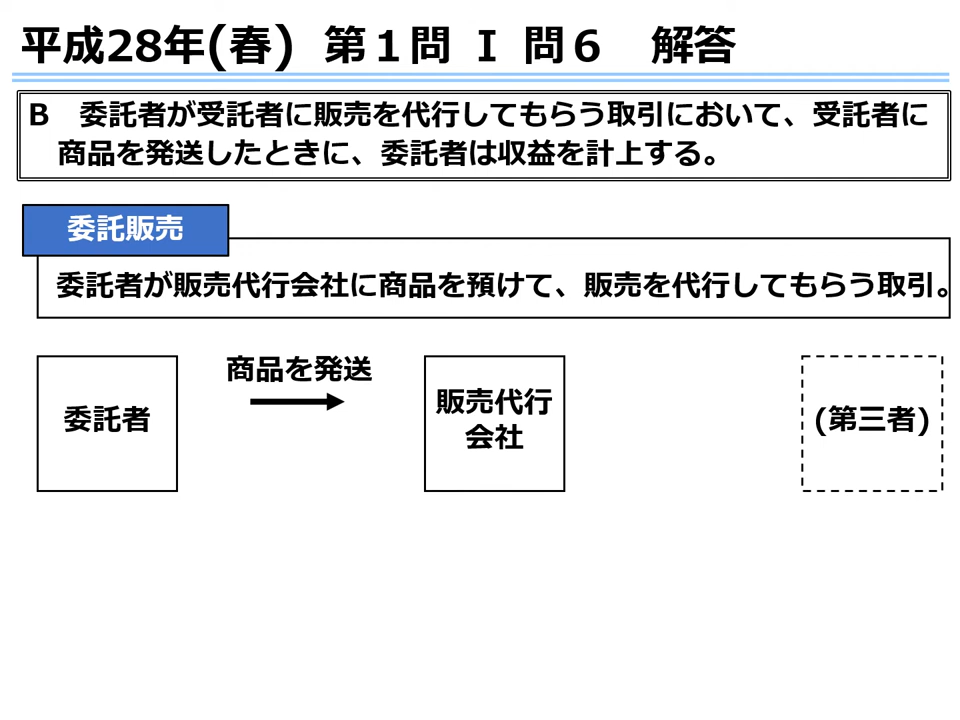 平成28年(春) 第１問 Ⅰ 問６　解答
B　委託者が受託者に販売を代行してもらう取引において、受託者に
商品を発送したときに、委託者は収益を計上する。
委託販売
委託者が販売代行会社に商品を預けて、販売を代行してもらう取引。
商品を発送
委託者
販売代行
会社
(第三者)